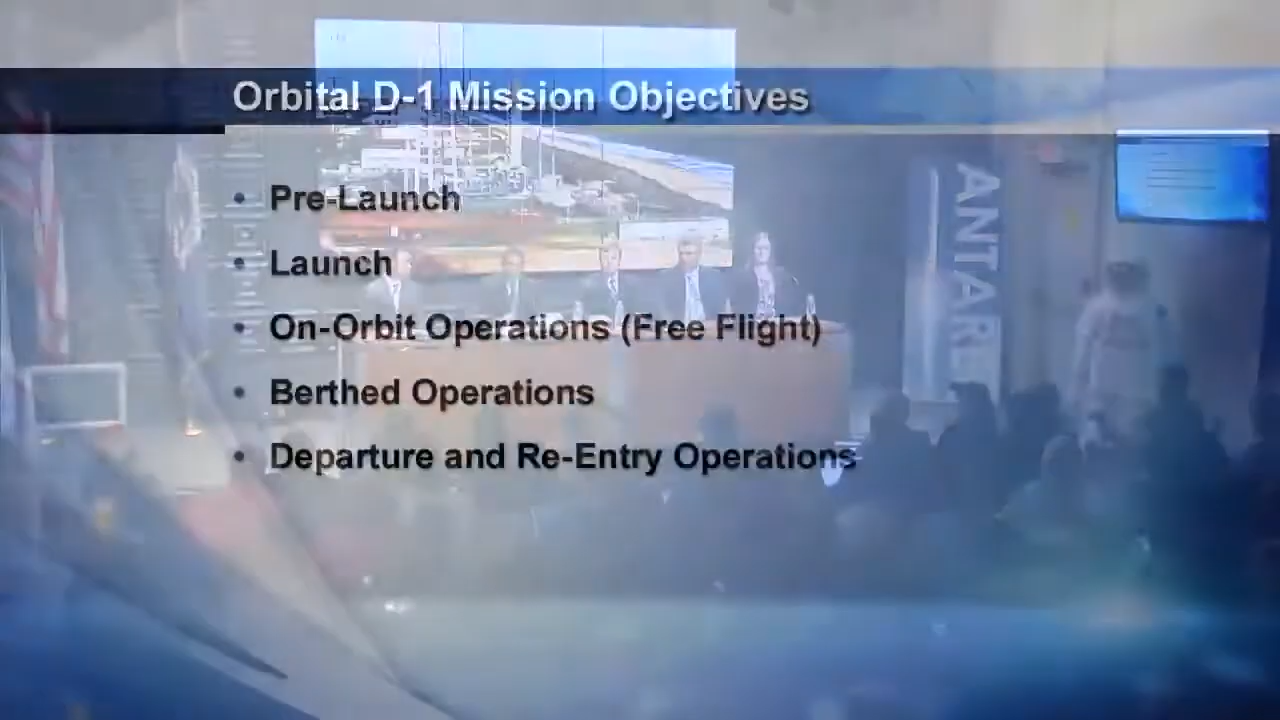 Orbital D-1 Mission Objectives
• Pre-Launch
• Launch
• On-Orbit Operations (Free Flight)
• Berthed Operations
• Departure and Re-Entry Operations
ANTARE